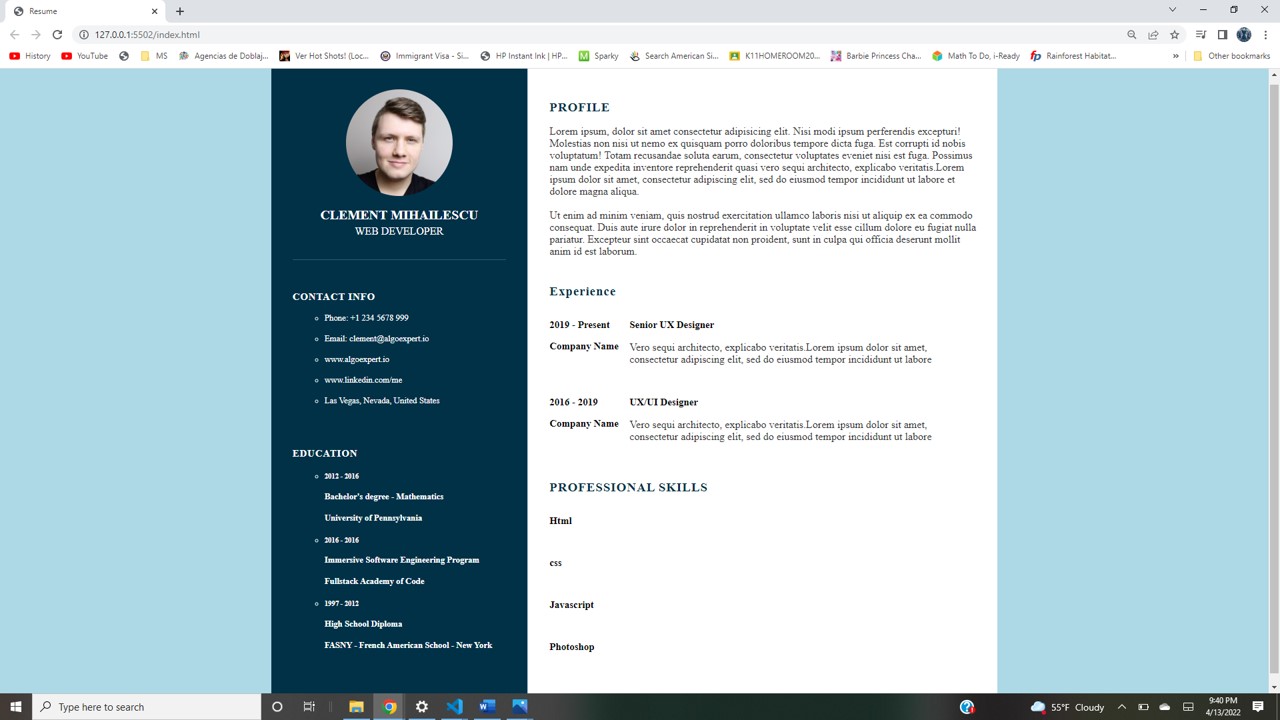 Resume
127.0.0.1:5502/index.html
History
YouTube
MS
Agencias de Doblaj...
Ver Hot Shots! (Loc...
Immigrant Visa - Si...
HP Instant Ink | HP...
Sparky
Search American Si...
K11HOMEROOM20...
Barbie Princess Cha...
Math To Do, i-Ready
Rainforest Habitat...
»
Other bookmarks
CLEMENT MIHAILESCU
WEB DEVELOPER
CONTACT INFO
Phone: +1 234 5678 999
Email: clement@algoexpert.io
www.algoexpert.io
www.linkedin.com/me
Las Vegas, Nevada, United States
EDUCATION
2012 - 2016
Bachelor's degree - Mathematics
University of Pennsylvania
2016 - 2016
Immersive Software Engineering Program
Fullstack Academy of Code
1997 - 2012
High School Diploma
FASNY - French American School - New York
PROFILE
Lorem ipsum, dolor sit amet consectetur adipisicing elit. Nisi modi ipsum perferendis excepturi!
Molestias non nisi ut nemo ex quisquam porro doloribus tempore dicta fuga. Est corrupti id nobis
voluptatum! Totam recusandae soluta earum, consectetur voluptates eveniet nisi est fuga. Possimus
nam unde expedita inventore reprehenderit quasi vero sequi architecto, explicabo veritatis.Lorem
ipsum dolor sit amet, consectetur adipiscing elit, sed do eiusmod tempor incididunt ut labore et
dolore magna aliqua.
Ut enim ad minim veniam, quis nostrud exercitation ullamco laboris nisi ut aliquip ex ea commodo
consequat. Duis aute irure dolor in reprehenderit in voluptate velit esse cillum dolore eu fugiat nulla
pariatur. Excepteur sint occaecat cupidatat non proident, sunt in culpa qui officia deserunt mollit
anim id est laborum.
Experience
2019 - Present Senior UX Designer
Company Name Vero sequi architecto, explicabo veritatis.Lorem ipsum dolor sit amet,
consectetur adipiscing elit, sed do eiusmod tempor incididunt ut labore
2016 - 2019 UX/UI Designer
Company Name Vero sequi architecto, explicabo veritatis.Lorem ipsum dolor sit amet,
consectetur adipiscing elit, sed do eiusmod tempor incididunt ut labore
PROFESSIONAL SKILLS
Html
css
Javascript
Photoshop
Type here to search
55°F Cloudy
9:40 PM
4/13/2022